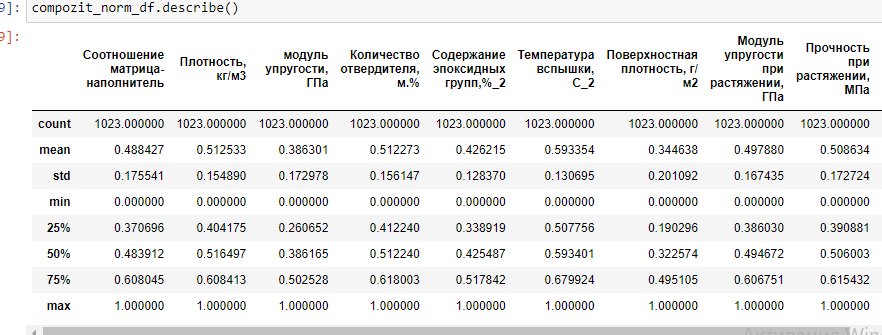 9]: compozit_norm_df.describe()
9]:
Соотношение матрица-наполнитель Плотность, кг/м3 модуль упругости, ГПа Количество отвердителя, м.% Содержание эпоксидных групп,%_2 Температура вспышки, С_2 Поверхностная плотность, г/м2 Модуль упругости при растяжении, ГПа Прочность при растяжении, МПа
count 1023.000000 1023.000000 1023.000000 1023.000000 1023.000000 1023.000000 1023.000000 1023.000000 1023.000000
mean 0.488427 0.512533 0.386301 0.512273 0.426215 0.593354 0.344638 0.497880 0.508634
std 0.175541 0.154890 0.172978 0.156147 0.128370 0.130695 0.201092 0.167435 0.172724
min 0.000000 0.000000 0.000000 0.000000 0.000000 0.000000 0.000000 0.000000 0.000000
25% 0.370696 0.404175 0.260652 0.412240 0.338919 0.507756 0.190296 0.386030 0.390881
50% 0.483912 0.516497 0.386165 0.512240 0.425487 0.593401 0.322574 0.494672 0.506003
75% 0.608045 0.608413 0.502528 0.618003 0.517842 0.679924 0.495105 0.606751 0.615432
max 1.000000 1.000000 1.000000 1.000000 1.000000 1.000000 1.000000 1.000000 1.000000